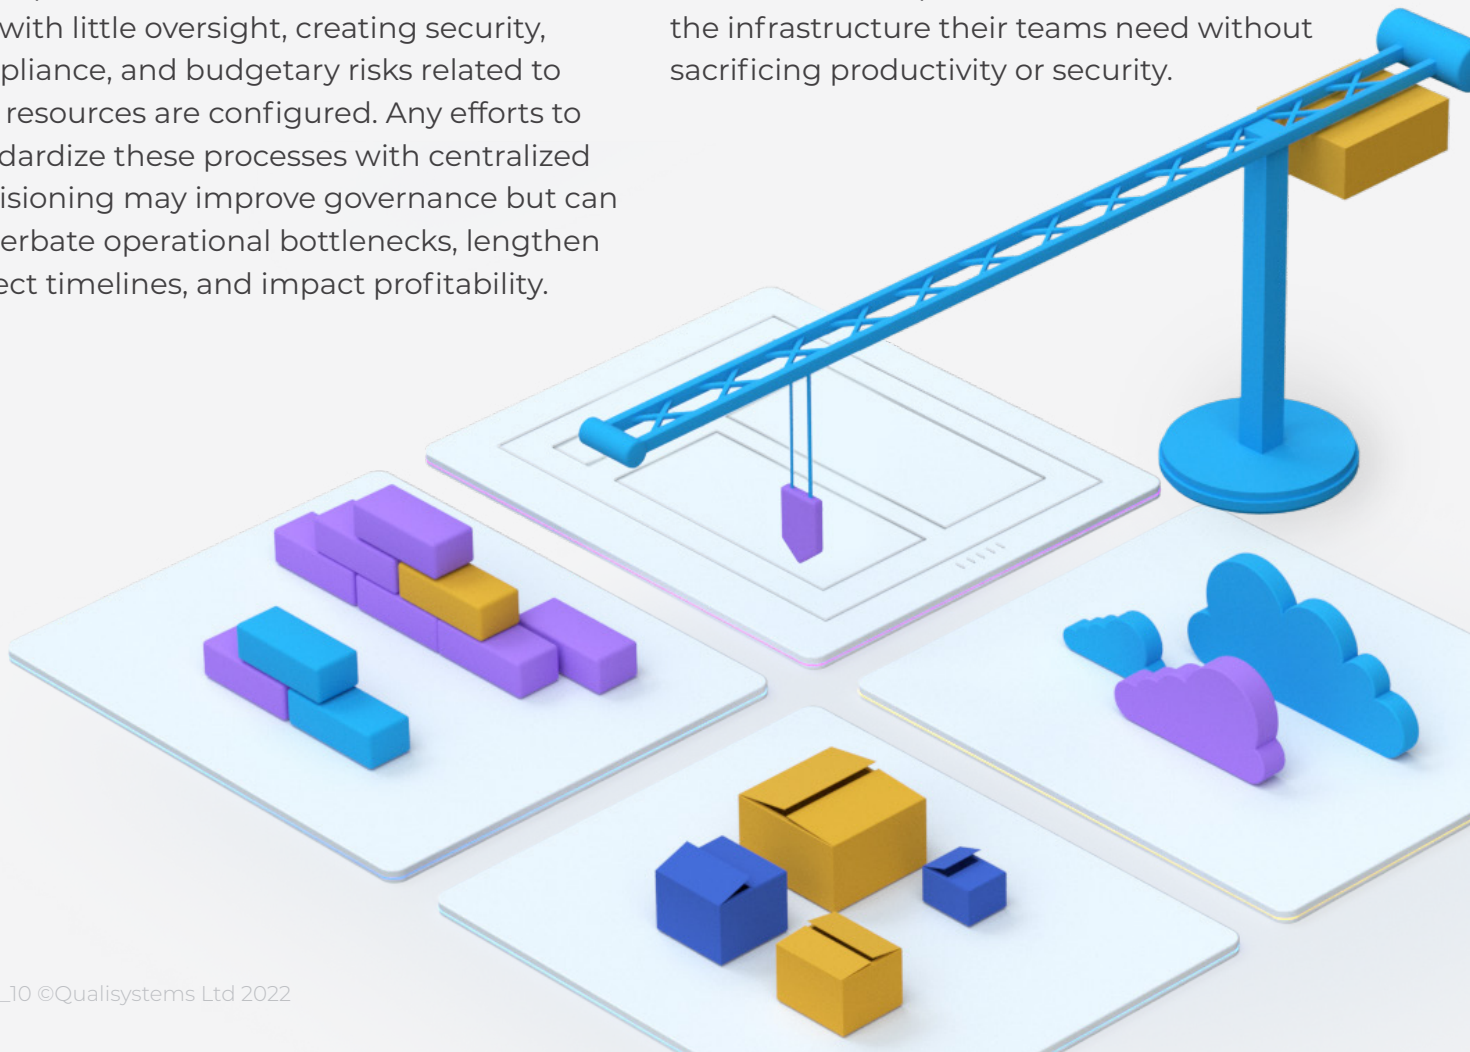 with little oversight, creating security,
pliance, and budgetary risks related to
resources are configured. Any efforts to
dardize these processes with centralized
isioning may improve governance but can
erbate operational bottlenecks, lengthen
ect timelines, and impact profitability.
the infrastructure their teams need without
sacrificing productivity or security.
_10 ©Qualisystems Ltd 2022